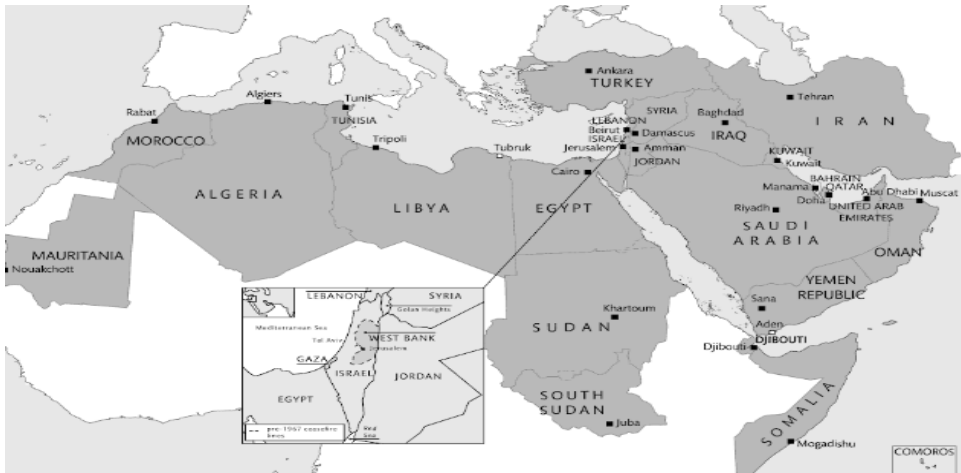 Ankara
TURKEY
Tehran
IRAN
Algiers
Tunis
TUNISIA
Rabat
MOROCCO
Tripoli
Tubruk
SYRIA
LEBANON
Beirut
Damascus
ISRAEL
Jerusalem
Amman
JORDAN
Baghdad
IRAQ
KUWAIT
Kuwait
Cairo
ALGERIA
LIBYA
EGYPT
BAHRAIN
Manama
QATAR
Doha
Abu Dhabi
Muscat
UNITED ARAB
EMIRATES
Riyadh
SAUDI
ARABIA
OMAN
MAURITANIA
Nouakchott
YEMEN
REPUBLIC
Sana
Aden
Khartoum
SUDAN
DJIBOUTI
Djibouti
SOUTH
SUDAN
Juba
SOMALIA
Mogadishu
COMOROS
LEBANON
SYRIA
Golan Heights
Mediterranean Sea
Tel Aviv
WEST BANK
Jerusalem
GAZA
ISRAEL
JORDAN
EGYPT
pre-1967 ceasefire
lines
Red
Sea